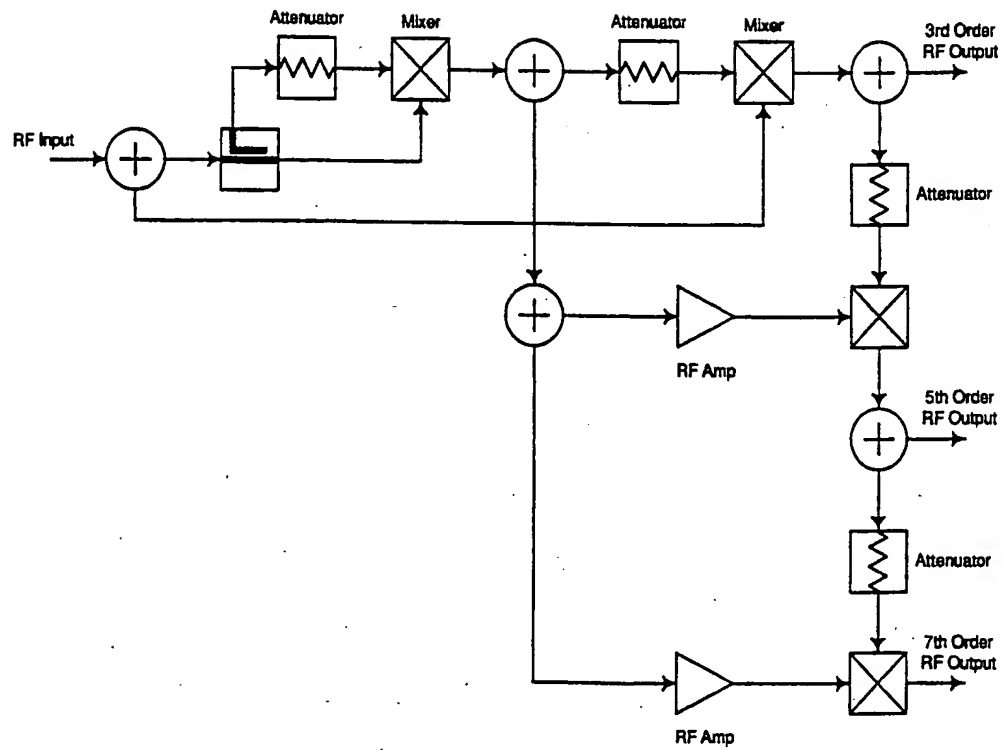 Attenuator
Mixer
Attenuator
Mixer
3rd Order
RF Output
RF Input
Attenuator
RF Amp
5th Order
RF Output
Attenuator
7th Order
RF Output
RF Amp